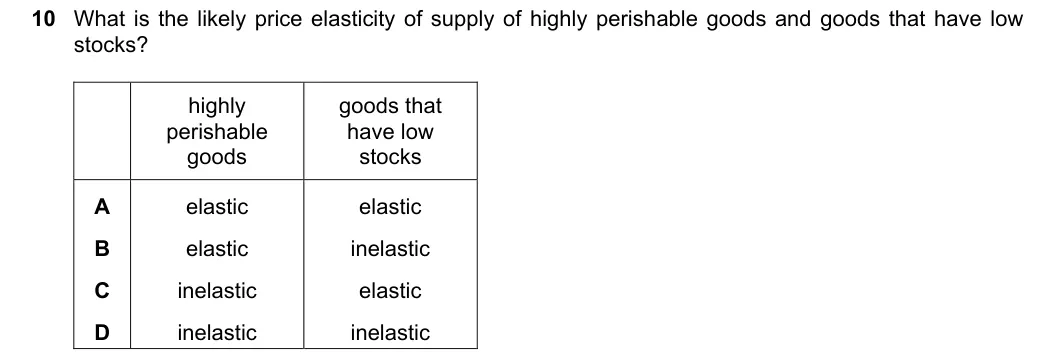 10 What is the likely price elasticity of supply of highly perishable goods and goods that have low
stocks?
highly perishable goods
goods that have low stocks
A elastic elastic
B elastic inelastic
C inelastic elastic
D inelastic inelastic